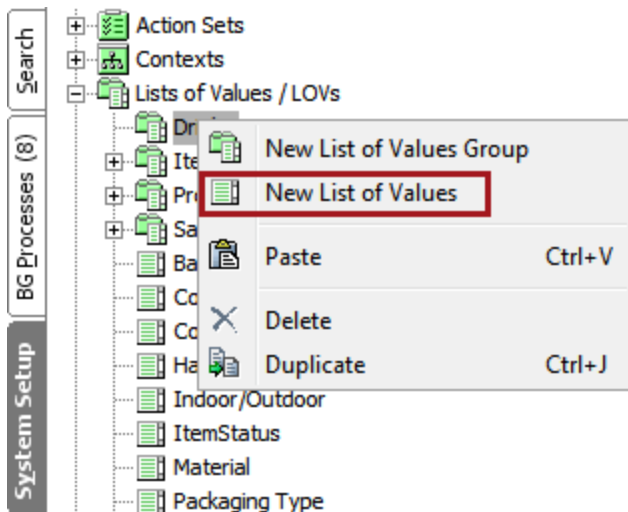 Search
BG Processes (8)
System Setup
Action Sets
Contexts
Lists of Values / LOVs
New List of Values Group
New List of Values
Paste Ctrl+V
Delete
Duplicate Ctrl+J
Indoor/Outdoor
ItemStatus
Material
Packaging Type